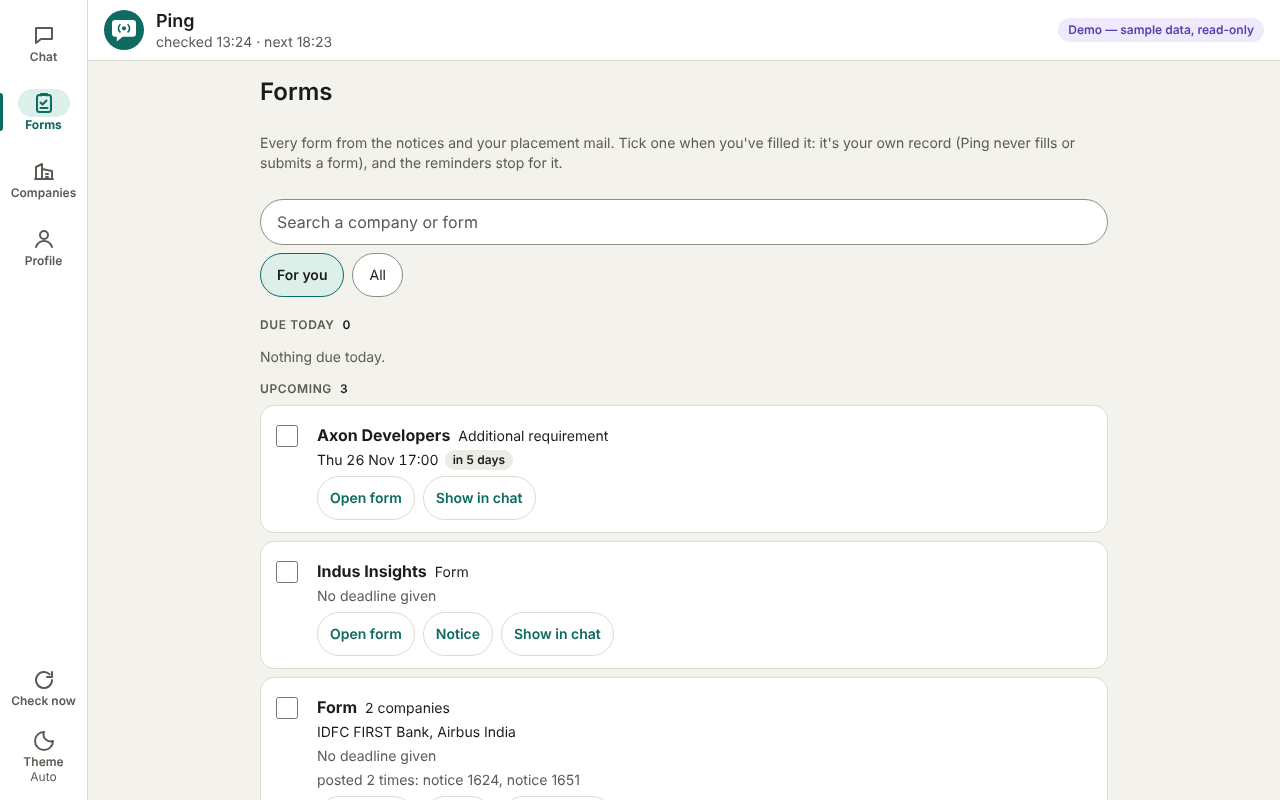 Chat
Forms
Companies
Profile
Check now
Theme
Auto
Ping
checked 13:24 · next 18:23
Demo — sample data, read-only
Forms
Every form from the notices and your placement mail. Tick one when you've filled it: it's your own record (Ping never fills or
submits a form), and the reminders stop for it.
Search a company or form
For you
All
DUE TODAY 0
Nothing due today.
UPCOMING 3
Axon Developers Additional requirement
Thu 26 Nov 17:00 in 5 days
Open form Show in chat
Indus Insights Form
No deadline given
Open form Notice Show in chat
Form 2 companies
IDFC FIRST Bank, Airbus India
No deadline given
posted 2 times: notice 1624, notice 1651